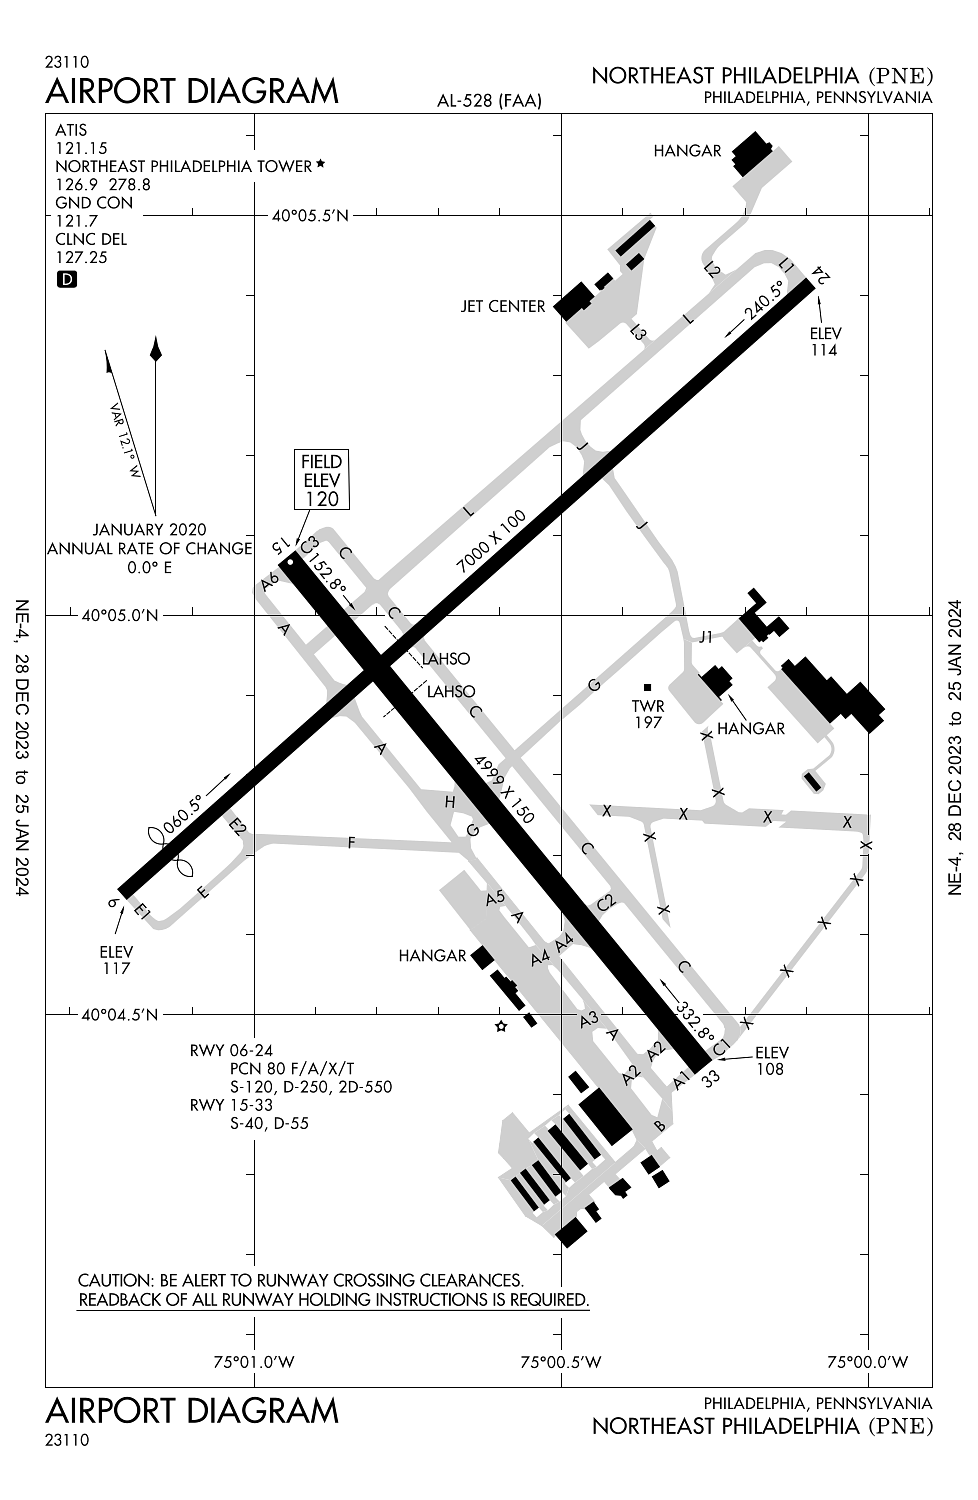 23110
AIRPORT DIAGRAM
AL-528 (FAA)
NORTHEAST PHILADELPHIA (PNE)
PHILADELPHIA, PENNSYLVANIA
ATIS
121.15
NORTHEAST PHILADELPHIA TOWER ★
126.9 278.8
GND CON
121.7
CLNC DEL
127.25
D
HANGAR
40°05.5'N
JET CENTER
L2
L1
24
240.5°
L
L3
ELEV
114
VAR 12.1° W
JANUARY 2020
ANNUAL RATE OF CHANGE
0.0° E
FIELD
ELEV
120
J
L
J
7000 X 100
15
C3
C
152.8°
A6
A
C
40°05.0'N
LAHSO
LAHSO
J1
G
TWR
197
HANGAR
C
A
X
X
4999 X 150
060.5°
H
G
E2
F
X
X
X
X
X
X
C
E
E1
6
ELEV
117
A5
A
C2
X
X
X
X
HANGAR
A4
A4
C
332.8°
X
40°04.5'N
A3
A
A2
A2
A1
C1
33
ELEV
108
B
RWY 06-24
PCN 80 F/A/X/T
S-120, D-250, 2D-550
RWY 15-33
S-40, D-55
CAUTION: BE ALERT TO RUNWAY CROSSING CLEARANCES.
READBACK OF ALL RUNWAY HOLDING INSTRUCTIONS IS REQUIRED.
75°01.0'W
75°00.5'W
75°00.0'W
NE-4, 28 DEC 2023 to 25 JAN 2024
NE-4, 28 DEC 2023 to 25 JAN 2024
AIRPORT DIAGRAM
23110
PHILADELPHIA, PENNSYLVANIA
NORTHEAST PHILADELPHIA (PNE)